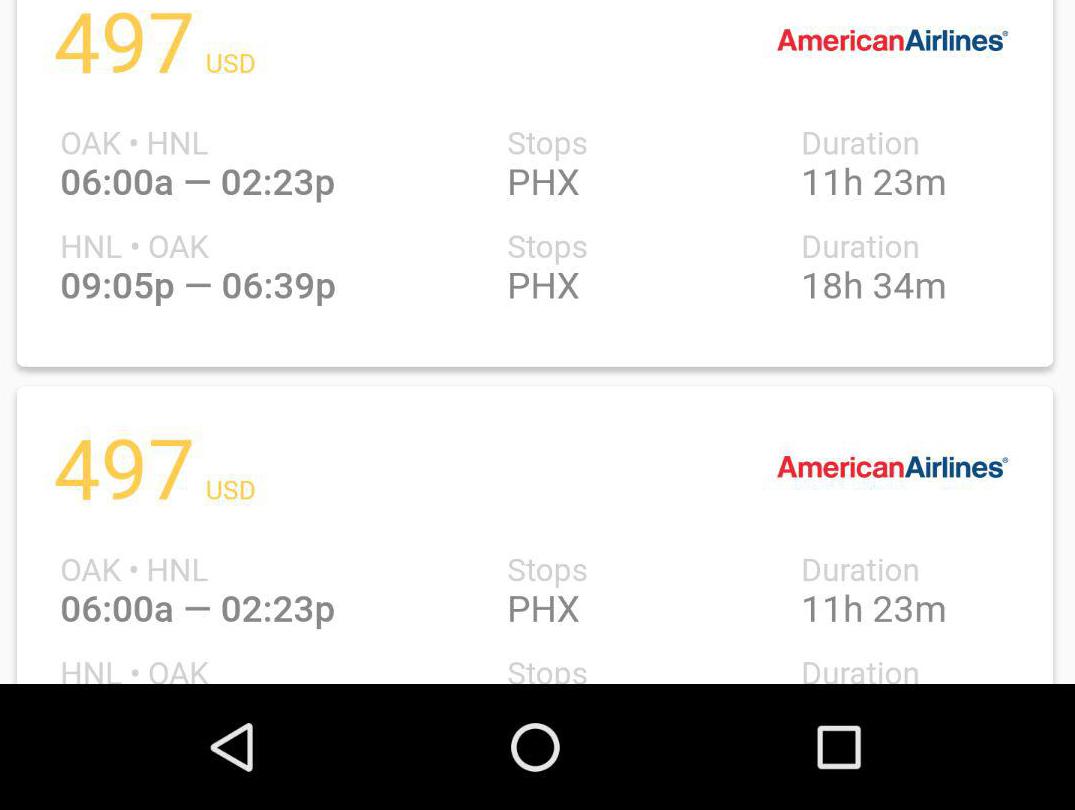 497 USD AmericanAirlines®
OAK • HNL Stops Duration
06:00a — 02:23p PHX 11h 23m
HNL • OAK Stops Duration
09:05p — 06:39p PHX 18h 34m
497 USD AmericanAirlines®
OAK • HNL Stops Duration
06:00a — 02:23p PHX 11h 23m
HNL • OAK Stops Duration